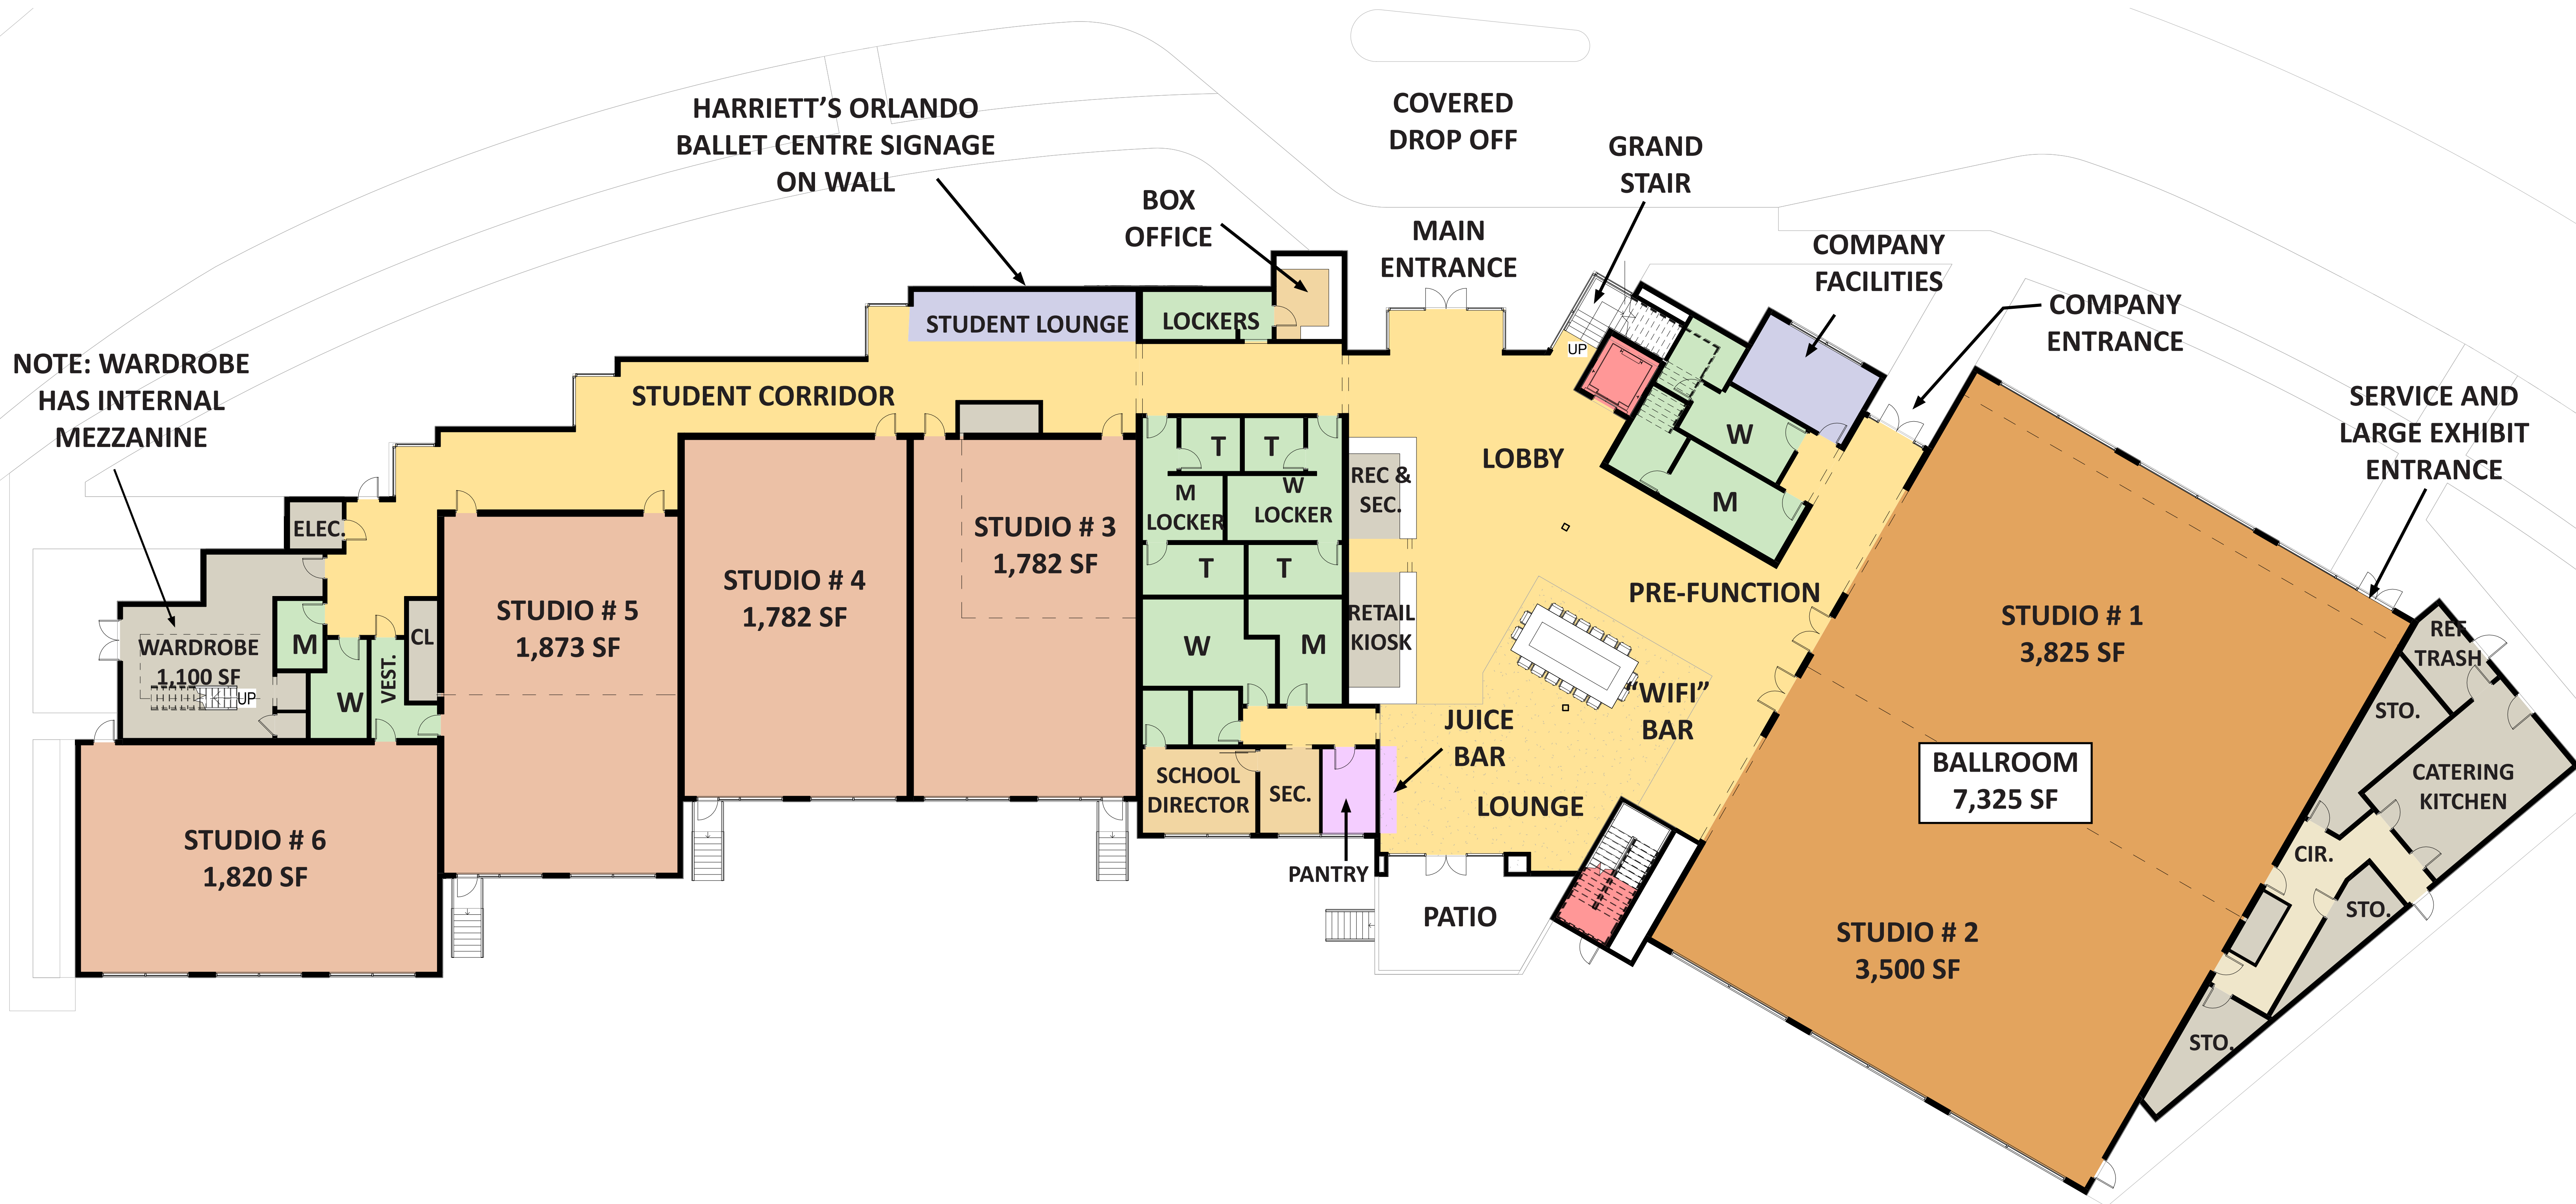 HARRIETT’S ORLANDO
BALLET CENTRE SIGNAGE
ON WALL
COVERED
DROP OFF
GRAND
STAIR
BOX
OFFICE
MAIN
ENTRANCE
COMPANY
FACILITIES
COMPANY
ENTRANCE
SERVICE AND
LARGE EXHIBIT
ENTRANCE
NOTE: WARDROBE
HAS INTERNAL
MEZZANINE
STUDENT LOUNGE
LOCKERS
UP
STUDENT CORRIDOR
LOBBY
W
M
T
T
M
LOCKER
W
LOCKER
T
T
W
M
REC &
SEC.
RETAIL
KIOSK
ELEC.
WARDROBE
1,100 SF
UP
M
W
VEST.
CL
STUDIO # 6
1,820 SF
STUDIO # 5
1,873 SF
STUDIO # 4
1,782 SF
STUDIO # 3
1,782 SF
SCHOOL
DIRECTOR
SEC.
PANTRY
JUICE
BAR
LOUNGE
PATIO
PRE-FUNCTION
“WIFI”
BAR
STUDIO # 1
3,825 SF
BALLROOM
7,325 SF
STUDIO # 2
3,500 SF
REF.
TRASH
STO.
CATERING
KITCHEN
CIR.
STO.
STO.